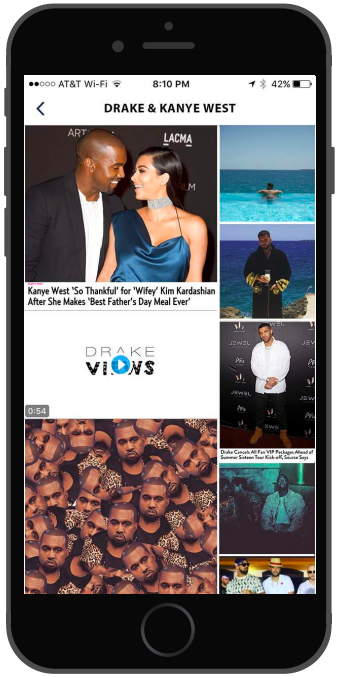 AT&T Wi-Fi
8:10 PM
42%
DRAKE & KANYE WEST
ART
LACMA
FILM
Kanye West 'So Thankful' for 'Wifey' Kim Kardashian
After She Makes 'Best Father's Day Meal Ever'
DRAKE
VIEWS
0:54
JEWEL
JEWEL
Drake Cancels All Fan VIP Packages Ahead of
Summer Sixteen Tour Kick-off, Source Says